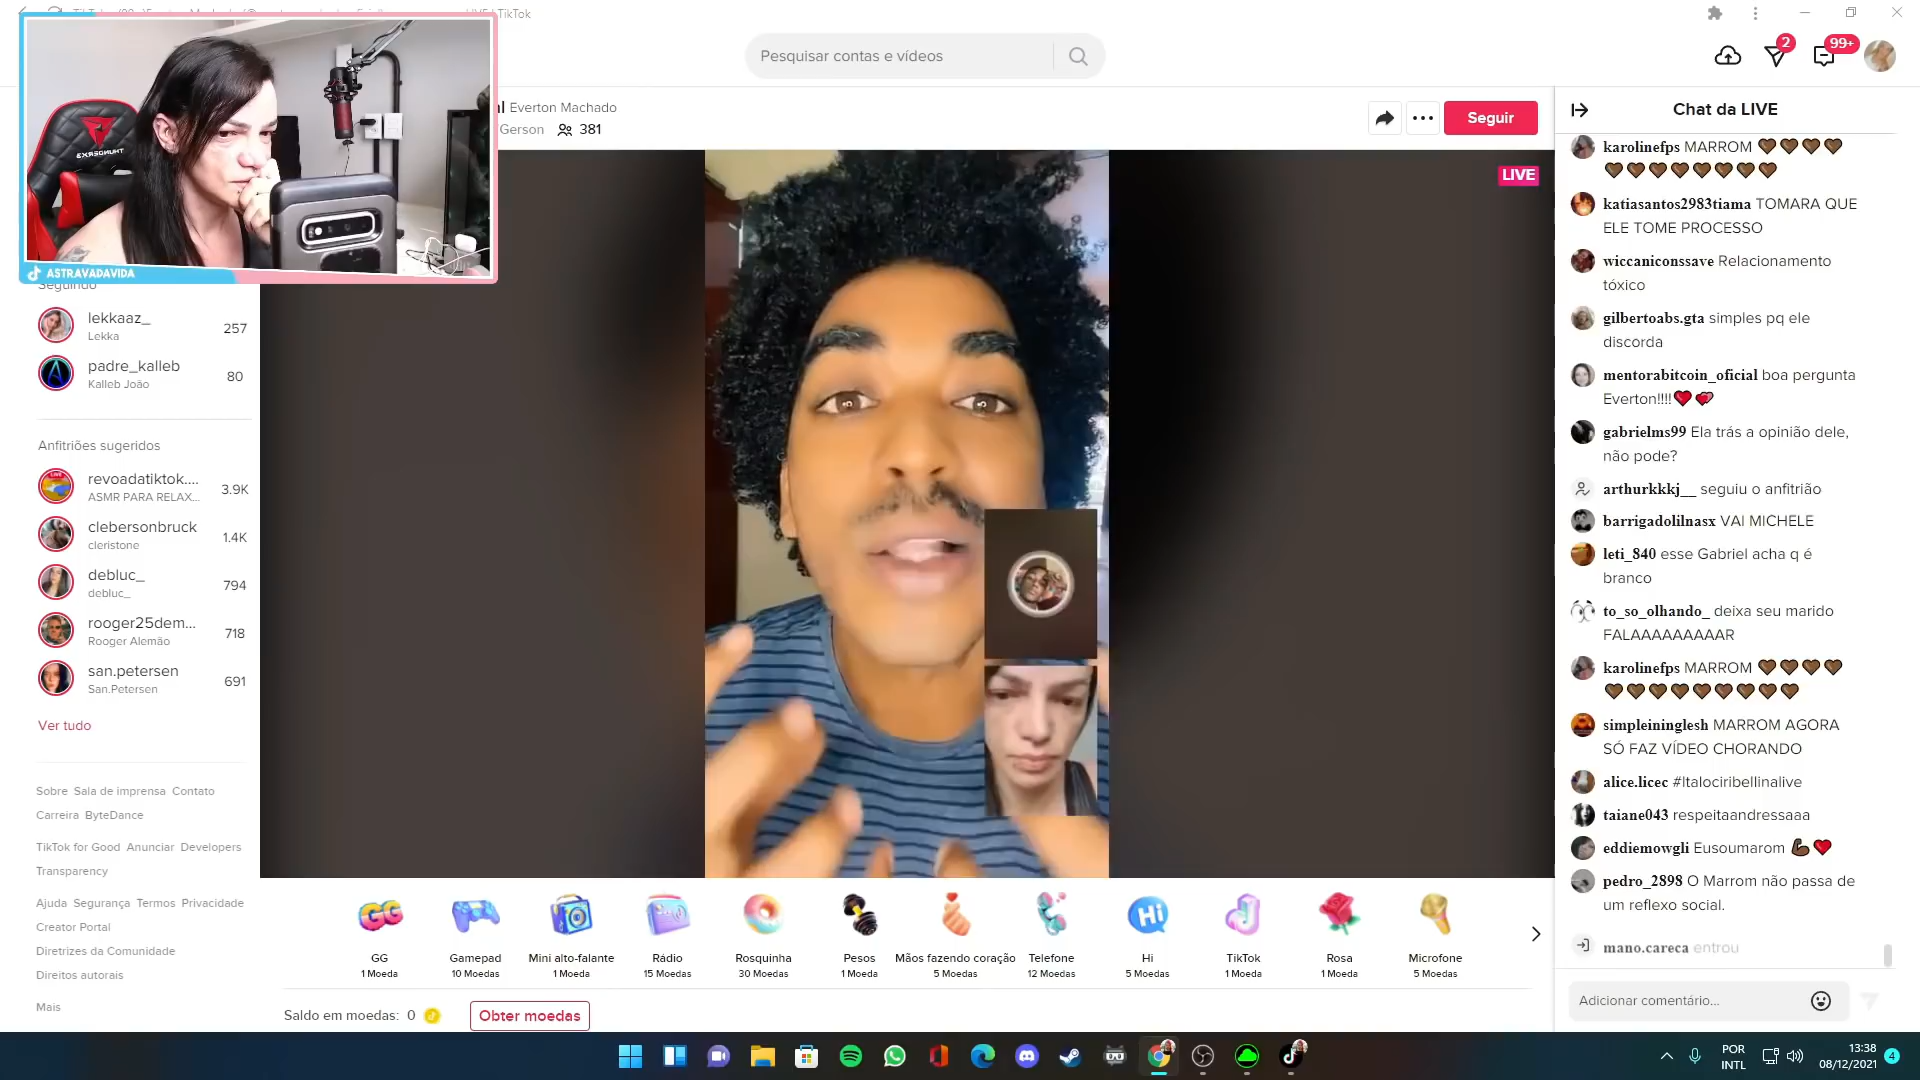 LIVE | TikTok
Pesquisar contas e vídeos
2
99+
ASTRAVADAVIDA
Everton Machado
Gerson 381
Seguir
LIVE
Seguindo
lekkaaz_ 257
Lekka
padre_kalleb 80
Kalleb João
Anfitriões sugeridos
revoadatiktok.... 3.9K
ASMR PARA RELAX...
clebersonbruck 1.4K
cleristone
debluc_ 794
debluc_
rooger25dem... 718
Rooger Alemão
san.petersen 691
San.Petersen
Ver tudo
Sobre Sala de imprensa Contato
Carreira ByteDance
TikTok for Good Anunciar Developers
Transparency
Ajuda Segurança Termos Privacidade
Creator Portal
Diretrizes da Comunidade
Direitos autorais
Mais
GG
1 Moeda
Gamepad
10 Moedas
Mini alto-falante
1 Moeda
Rádio
15 Moedas
Rosquinha
30 Moedas
Pesos
1 Moeda
Mãos fazendo coração
5 Moedas
Telefone
12 Moedas
Hi
Hi
5 Moedas
TikTok
1 Moeda
Rosa
1 Moeda
Microfone
5 Moedas
Saldo em moedas: 0
Obter moedas
Chat da LIVE
karolinefps MARROM 🤎🤎🤎🤎
🤎🤎🤎🤎🤎🤎🤎🤎
katiasantos2983tiama TOMARA QUE
ELE TOME PROCESSO
wiccaniconssave Relacionamento
tóxico
gilbertoabs.gta simples pq ele
discorda
mentorabitcoin_oficial boa pergunta
Everton!!!!❤️💕
gabrielms99 Ela trás a opinião dele,
não pode?
arthurkkkj__ seguiu o anfitrião
barrigadolilnasx VAI MICHELE
leti_840 esse Gabriel acha q é
branco
to_so_olhando_ deixa seu marido
FALAAAAAAAAAR
karolinefps MARROM 🤎🤎🤎🤎
🤎🤎🤎🤎🤎🤎🤎🤎🤎
simpleininglesh MARROM AGORA
SÓ FAZ VÍDEO CHORANDO
alice.licec #Italociribellinalive
taiane043 respeitaandressaaa
eddiemowgli Eusoumarom 💪🏿❤️
pedro_2898 O Marrom não passa de
um reflexo social.
mano.careca entrou
Adicionar comentário...
POR
INTL
13:38
08/12/2021
4